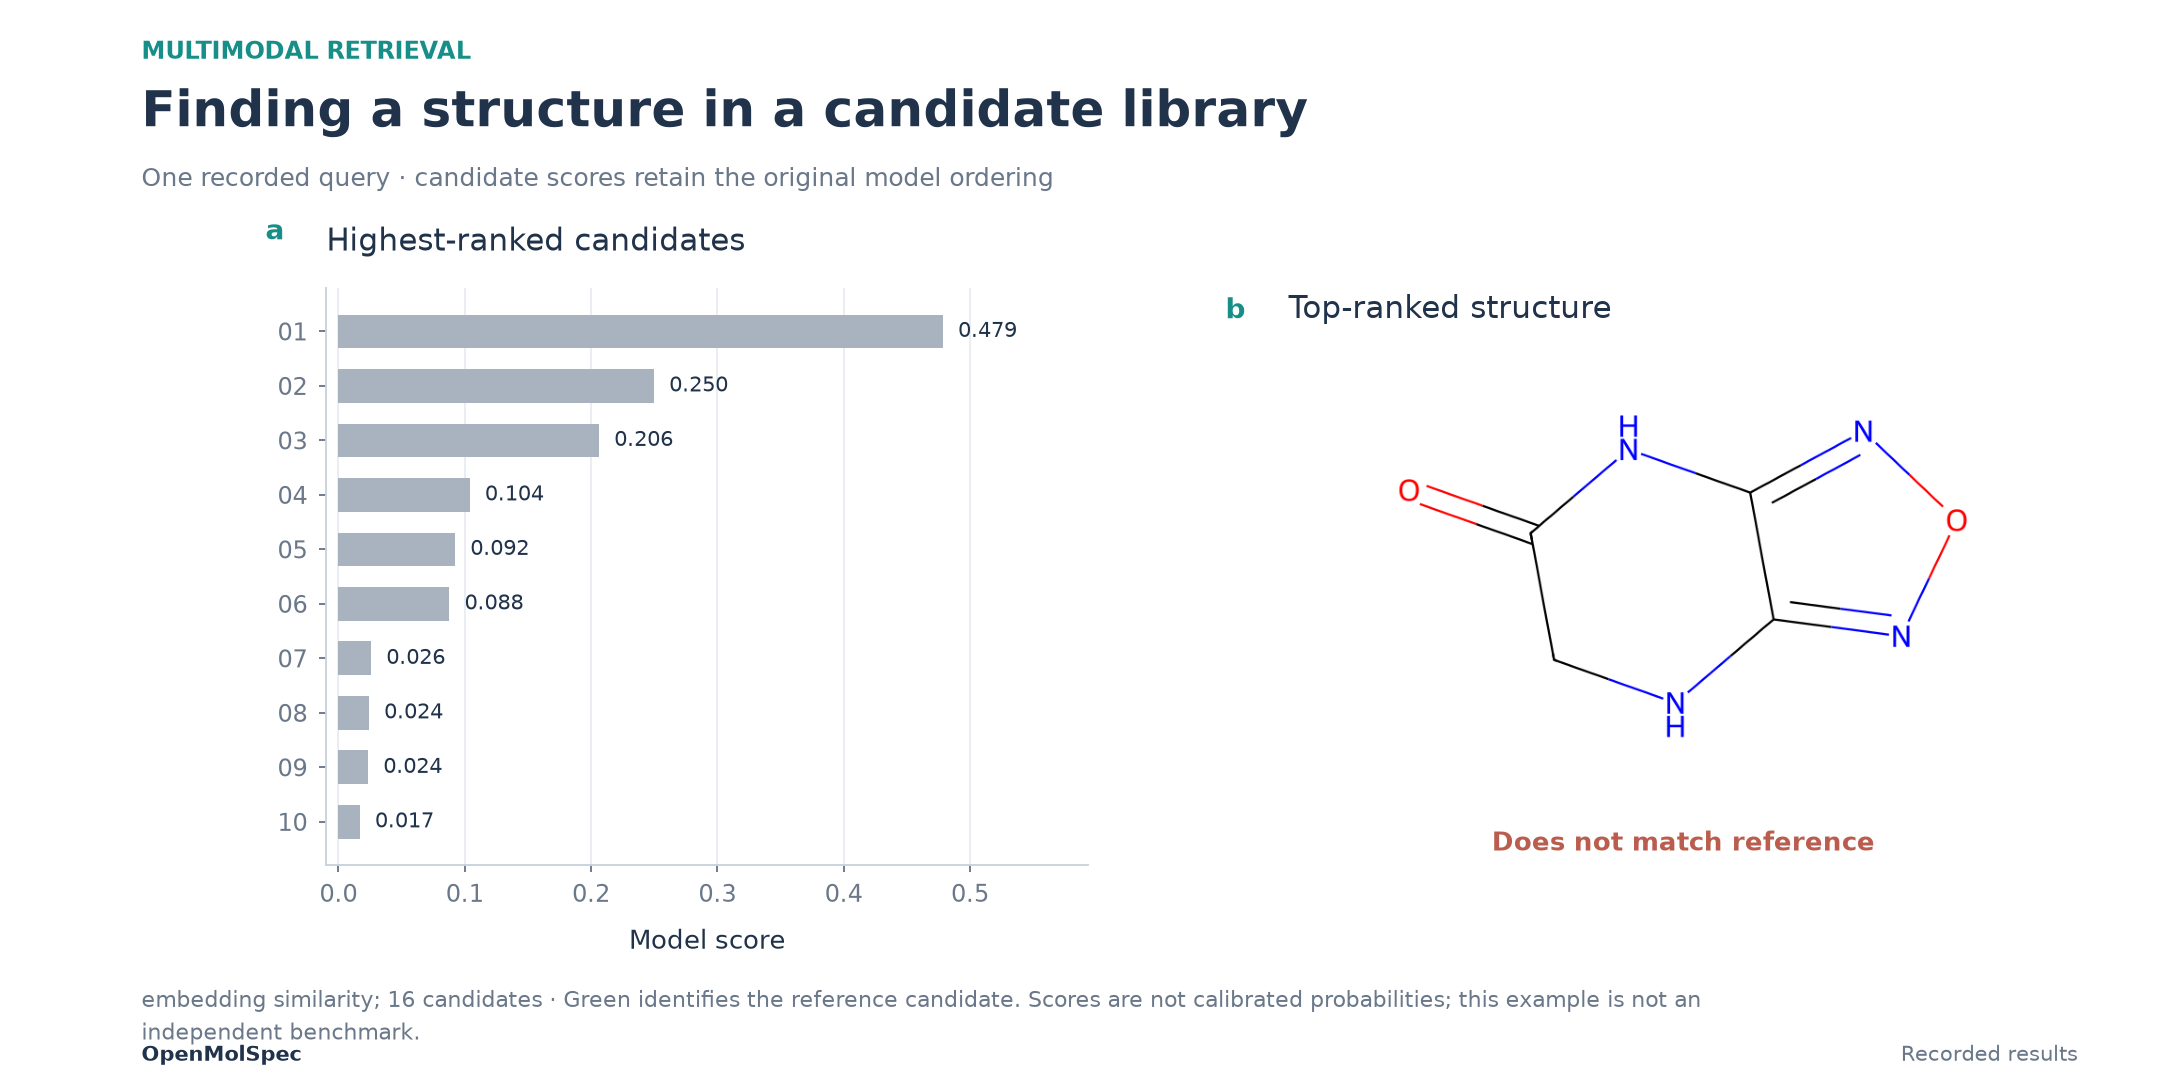 MULTIMODAL RETRIEVAL
Finding a structure in a candidate library
One recorded query · candidate scores retain the original model ordering
a Highest-ranked candidates
01 0.479
02 0.250
03 0.206
04 0.104
05 0.092
06 0.088
07 0.026
08 0.024
09 0.024
10 0.017
0.0 0.1 0.2 0.3 0.4 0.5
Model score
b Top-ranked structure
H
N
N
O
O
N
N
H
Does not match reference
embedding similarity; 16 candidates · Green identifies the reference candidate. Scores are not calibrated probabilities; this example is not an
independent benchmark.
OpenMolSpec
Recorded results